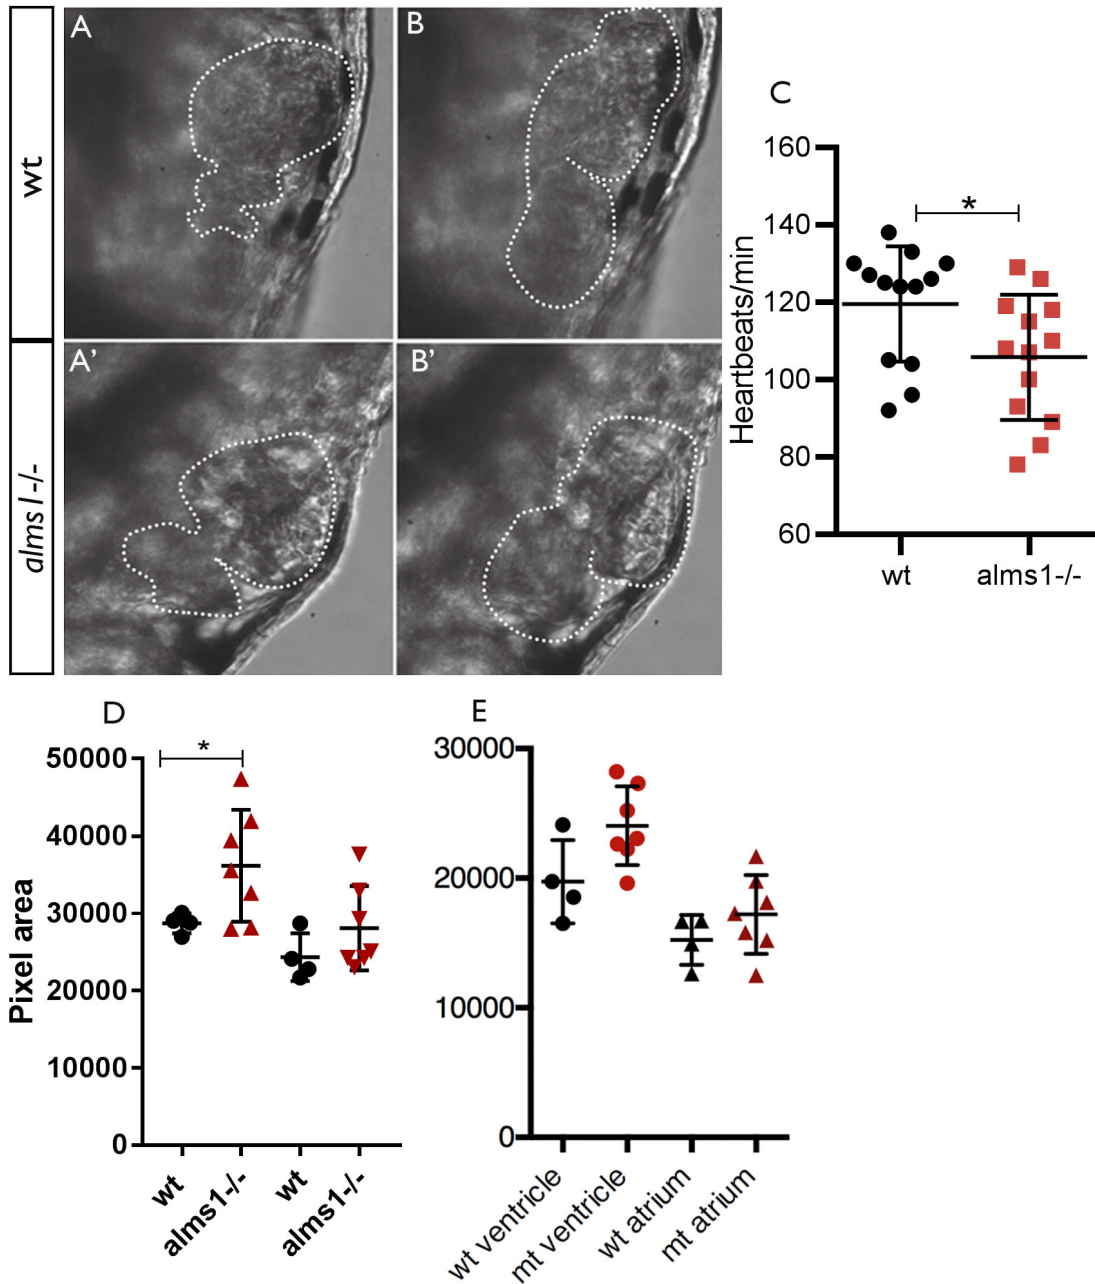 A
B
wt
A'
B'
alms1-/-
C
160
140
120
100
80
60
Heartbeats/min
*
wt
alms1-/-
D
50000
40000
30000
20000
10000
0
Pixel area
*
wt
alms1-/-
wt
alms1-/-
E
30000
20000
10000
0
wt ventricle
mt ventricle
wt atrium
mt atrium